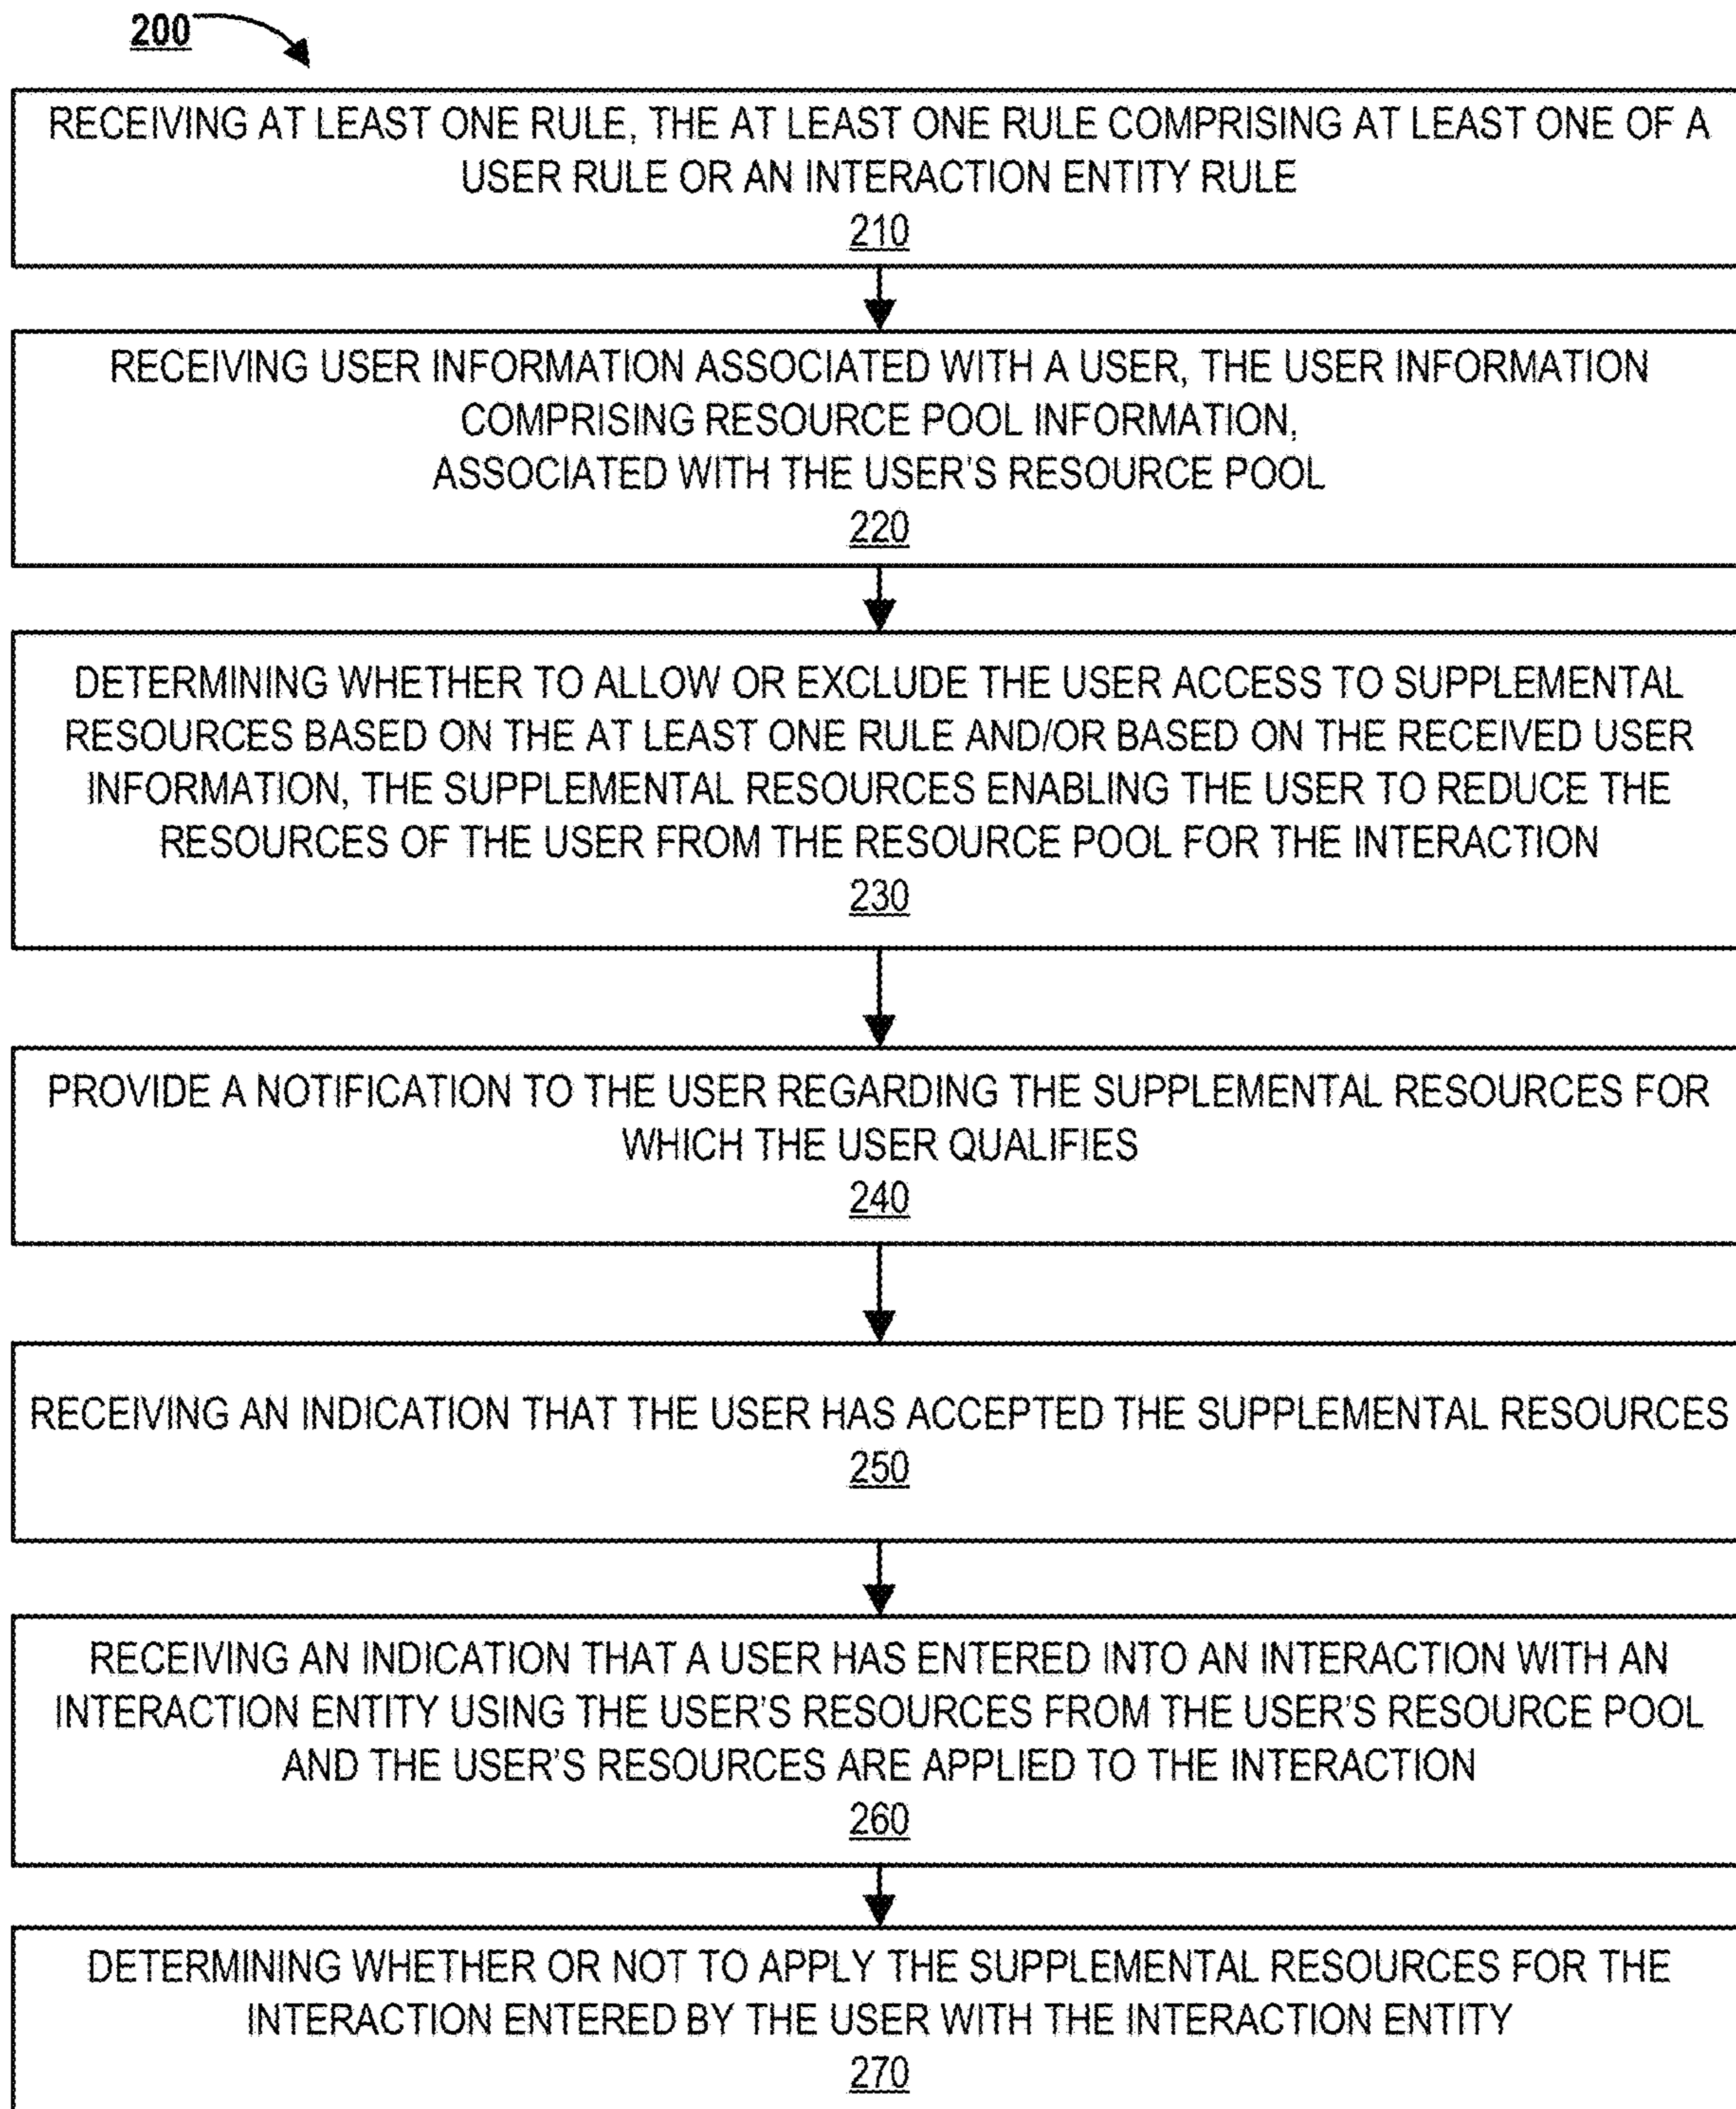 200
RECEIVING AT LEAST ONE RULE, THE AT LEAST ONE RULE COMPRISING AT LEAST ONE OF A
USER RULE OR AN INTERACTION ENTITY RULE
210
RECEIVING USER INFORMATION ASSOCIATED WITH A USER, THE USER INFORMATION
COMPRISING RESOURCE POOL INFORMATION,
ASSOCIATED WITH THE USER'S RESOURCE POOL
220
DETERMINING WHETHER TO ALLOW OR EXCLUDE THE USER ACCESS TO SUPPLEMENTAL
RESOURCES BASED ON THE AT LEAST ONE RULE AND/OR BASED ON THE RECEIVED USER
INFORMATION, THE SUPPLEMENTAL RESOURCES ENABLING THE USER TO REDUCE THE
RESOURCES OF THE USER FROM THE RESOURCE POOL FOR THE INTERACTION
230
PROVIDE A NOTIFICATION TO THE USER REGARDING THE SUPPLEMENTAL RESOURCES FOR
WHICH THE USER QUALIFIES
240
RECEIVING AN INDICATION THAT THE USER HAS ACCEPTED THE SUPPLEMENTAL RESOURCES
250
RECEIVING AN INDICATION THAT A USER HAS ENTERED INTO AN INTERACTION WITH AN
INTERACTION ENTITY USING THE USER'S RESOURCES FROM THE USER'S RESOURCE POOL
AND THE USER'S RESOURCES ARE APPLIED TO THE INTERACTION
260
DETERMINING WHETHER OR NOT TO APPLY THE SUPPLEMENTAL RESOURCES FOR THE
INTERACTION ENTERED BY THE USER WITH THE INTERACTION ENTITY
270